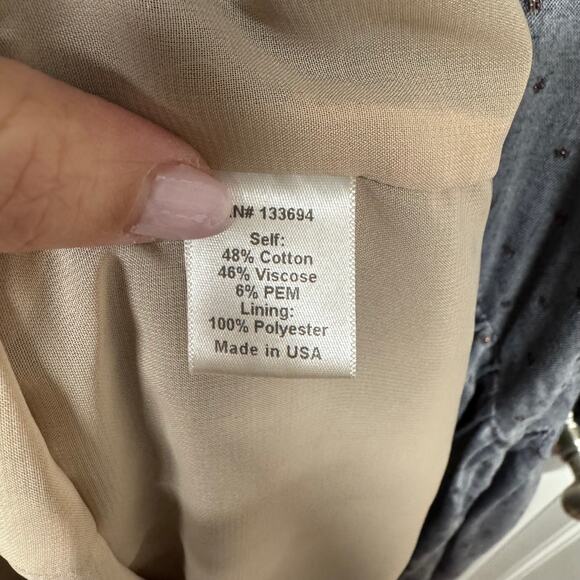 N# 133694
Self:
48% Cotton
46% Viscose
6% PEM
Lining:
100% Polyester
Made in USA